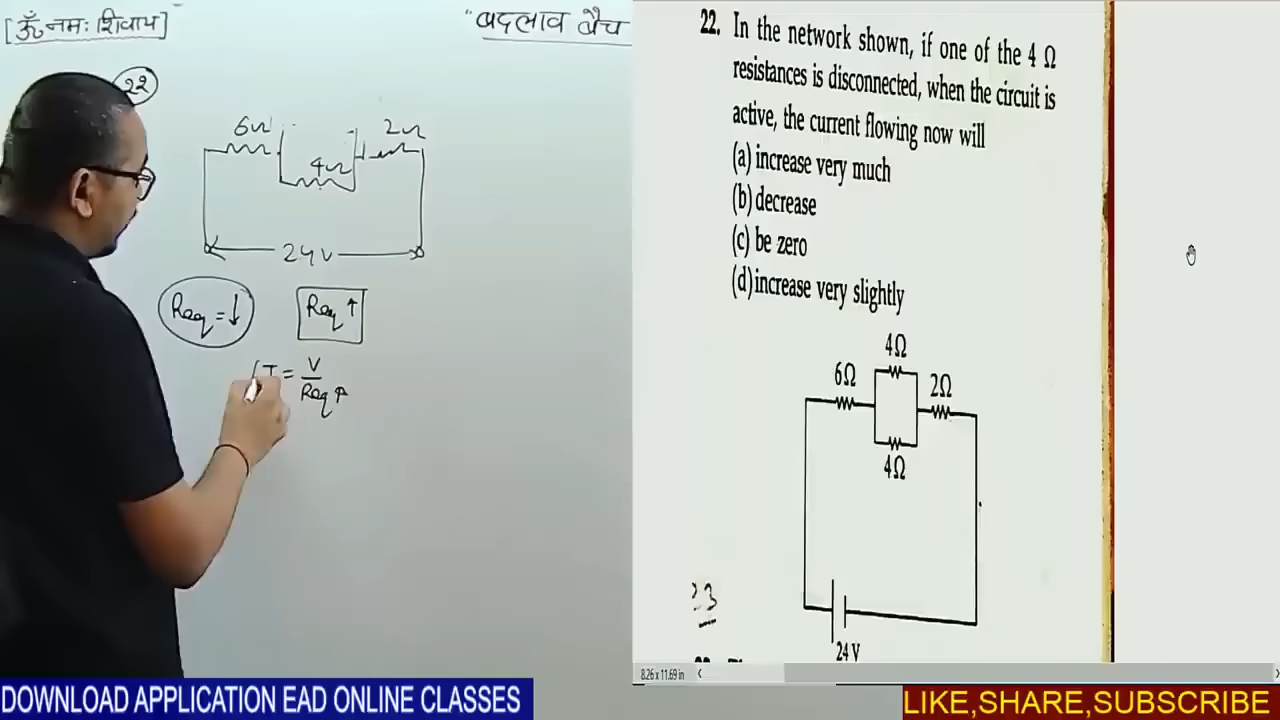 [ॐ नमः शिवाय]
"बदलाव बैच
22
6Ω
2Ω
4Ω
24V
Req = ↓
Req ↑
I = V
Req ↑
22. In the network shown, if one of the 4 Ω
resistances is disconnected, when the circuit is
active, the current flowing now will
(a) increase very much
(b) decrease
(c) be zero
(d) increase very slightly
4Ω
6Ω
2Ω
4Ω
24 V
23
8.26 x 11.69 in
DOWNLOAD APPLICATION EAD ONLINE CLASSES
LIKE,SHARE,SUBSCRIBE